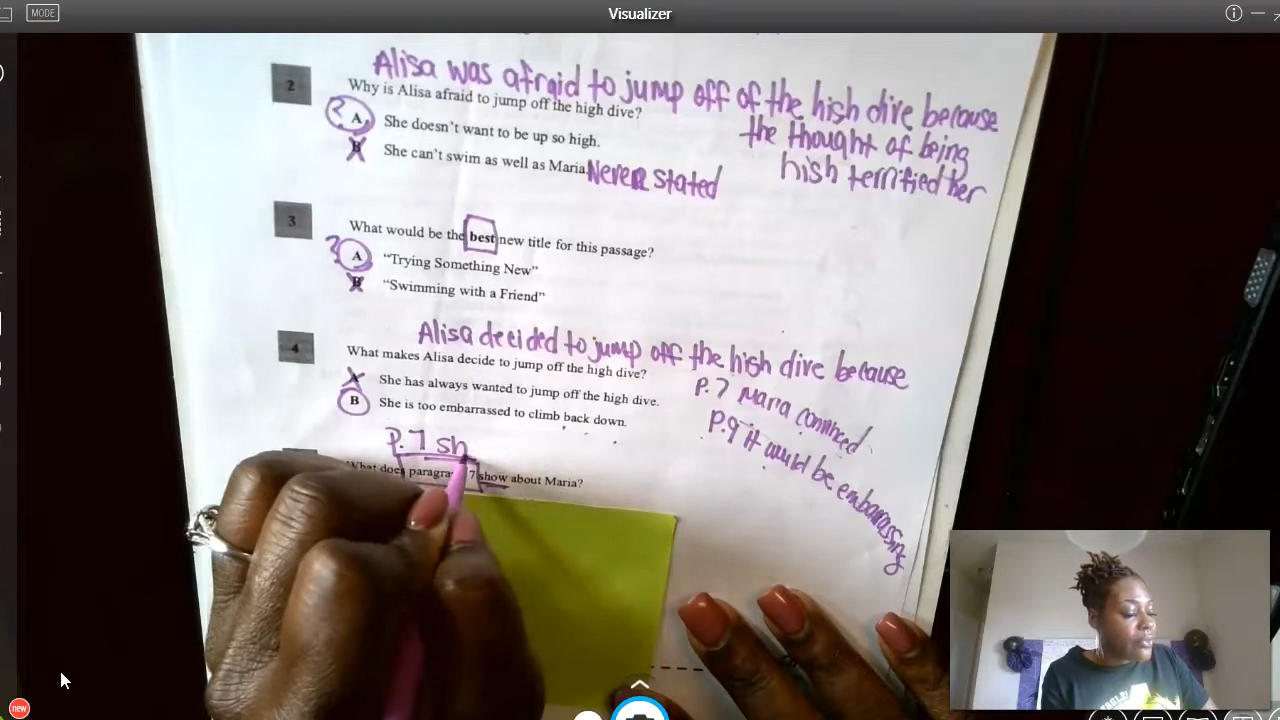 MODE
Visualizer
Alisa was afraid to jump off of the high dive because
the thought of being
high terrified her
2
Why is Alisa afraid to jump off the high dive?
A
She doesn't want to be up so high.
B
She can't swim as well as Maria.
Never stated
3
What would be the best new title for this passage?
A
"Trying Something New"
B
"Swimming with a Friend"
Alisa decided to jump off the high dive because
4
What makes Alisa decide to jump off the high dive?
A
She has always wanted to jump off the high dive.
B
She is too embarrassed to climb back down.
P.7 Maria convinced
P.9 it would be embarrassing
P.7 sh
What does paragra 7 show about Maria?
new